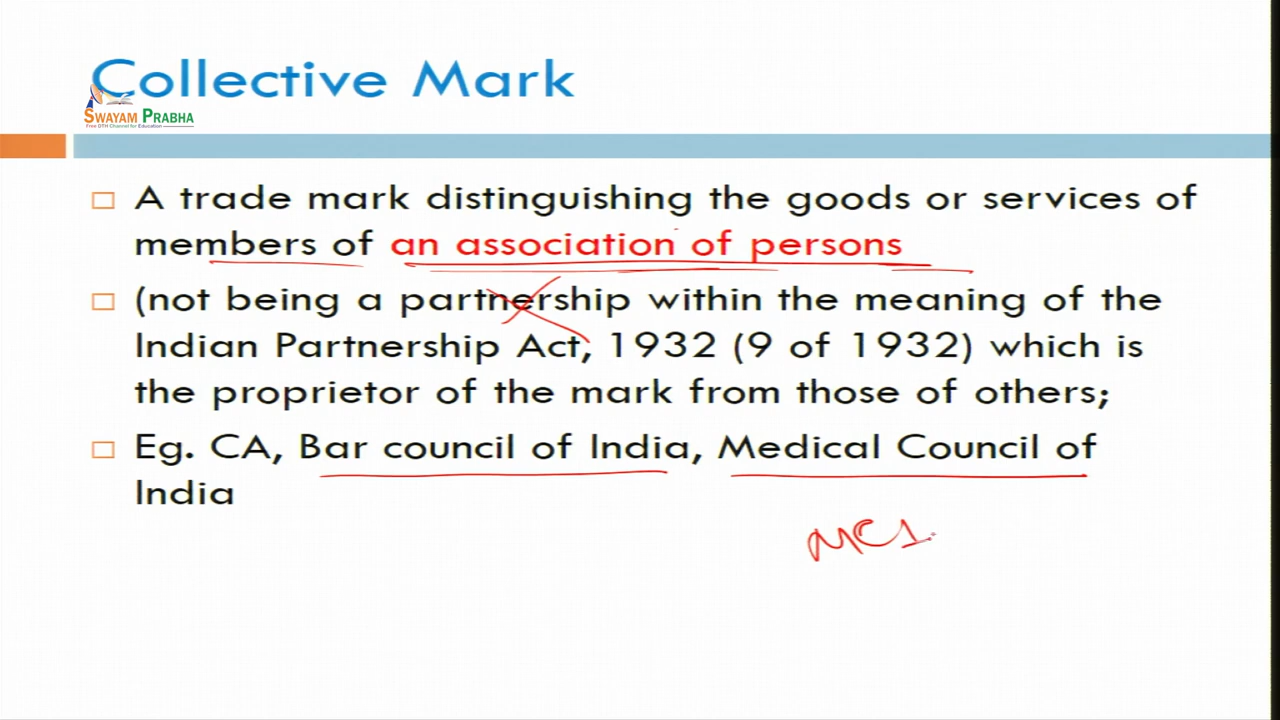 Collective Mark
SWAYAM PRABHA
Free DTH Channel for Education
A trade mark distinguishing the goods or services of
members of an association of persons
(not being a partnership within the meaning of the
Indian Partnership Act, 1932 (9 of 1932) which is
the proprietor of the mark from those of others;
Eg. CA, Bar council of India, Medical Council of
India
MCI